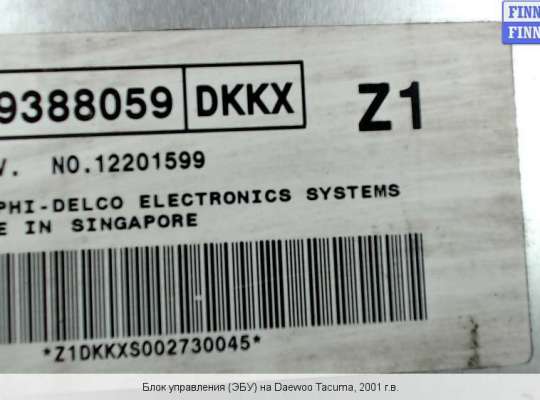 FINN
FINN
9388059 DKKX Z1
V. NO.12201599
PHI-DELCO ELECTRONICS SYSTEMS
E IN SINGAPORE
*Z1DKKXS002730045*
Блок управления (ЭБУ) на Daewoo Tacuma, 2001 г.в.